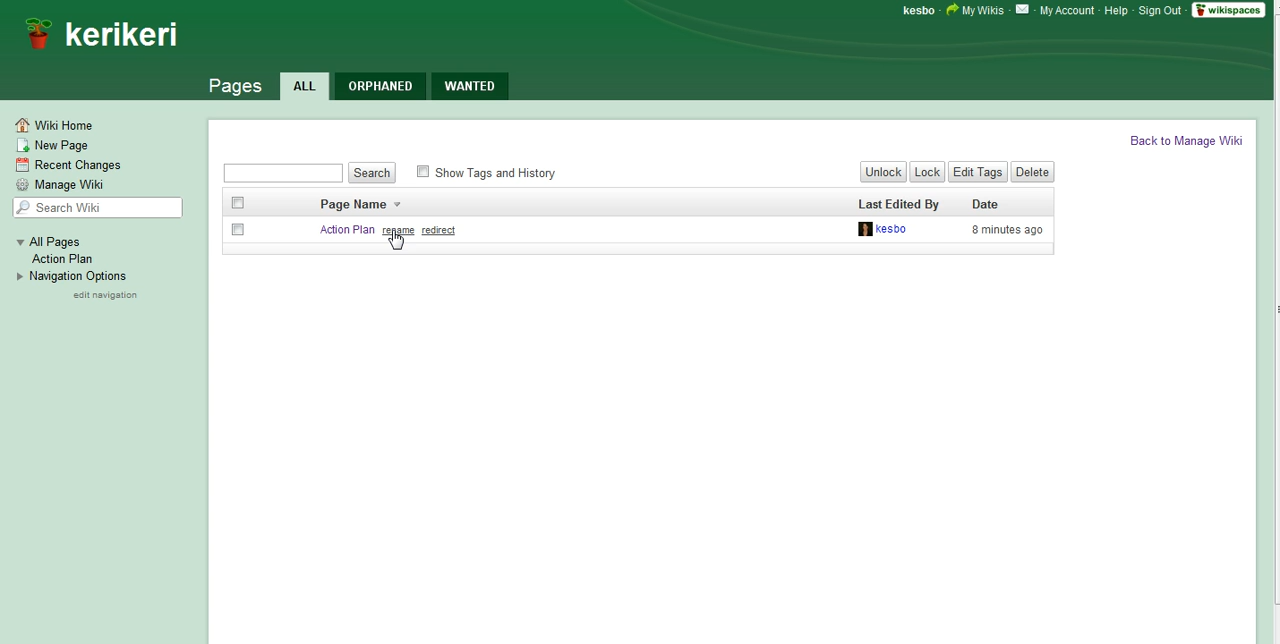 kesbo · My Wikis · · My Account · Help · Sign Out · wikispaces
kerikeri
Pages ALL ORPHANED WANTED
Wiki Home
New Page
Recent Changes
Manage Wiki
Search Wiki
All Pages
Action Plan
Navigation Options
edit navigation
Back to Manage Wiki
Search Show Tags and History Unlock Lock Edit Tags Delete
Page Name Last Edited By Date
Action Plan rename redirect kesbo 8 minutes ago